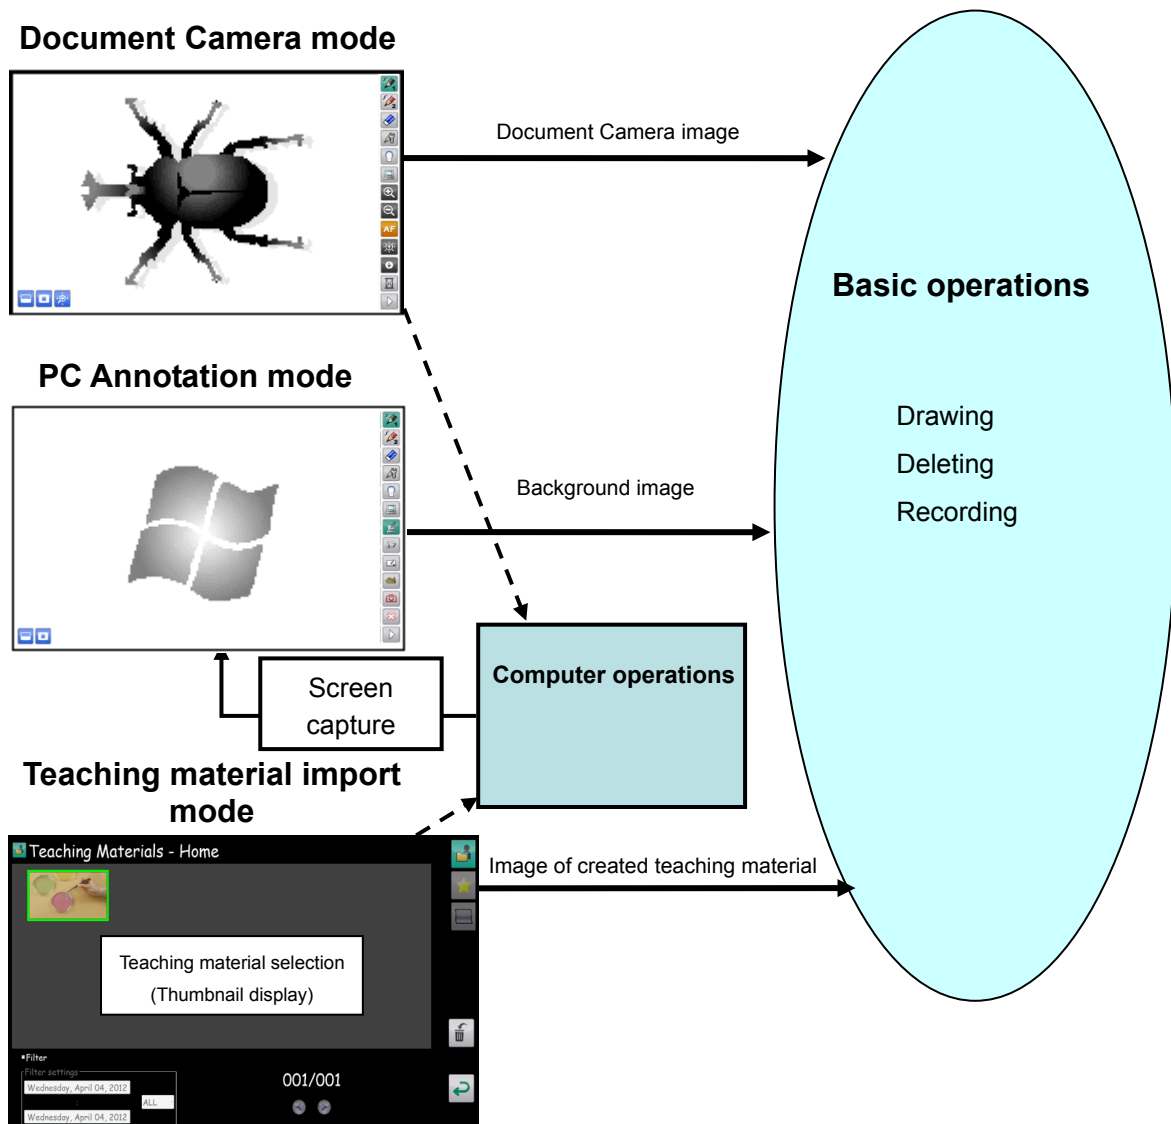 Document Camera mode
Document Camera image
AF
Basic operations
Drawing
Deleting
Recording
PC Annotation mode
Background image
Computer operations
Screen
capture
Teaching material import
mode
Teaching Materials - Home
Image of created teaching material
Teaching material selection
(Thumbnail display)
Filter
Filter settings
Wednesday, April 04, 2012
:
ALL
Wednesday, April 04, 2012
001/001